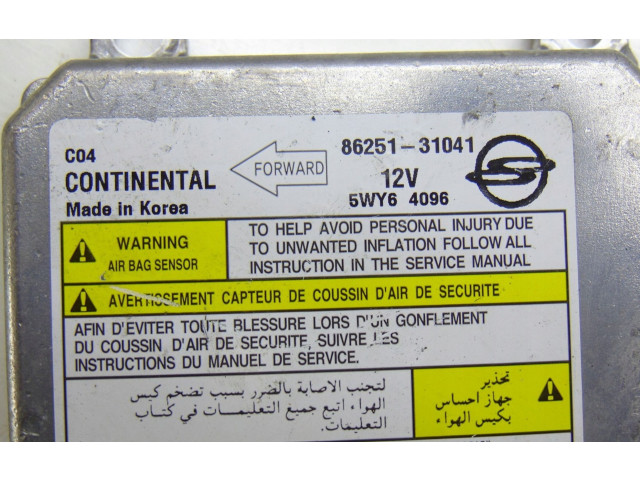 C04
CONTINENTAL
Made in Korea
FORWARD
86251-31041
12V
5WY6 4096
WARNING
AIR BAG SENSOR
TO HELP AVOID PERSONAL INJURY DUE
TO UNWANTED INFLATION FOLLOW ALL
INSTRUCTION IN THE SERVICE MANUAL
AVERTISSEMENT CAPTEUR DE COUSSIN D'AIR DE SECURITE
AFIN D'EVITER TOUTE BLESSURE LORS D'UN GONFLEMENT
DU COUSSIN D'AIR DE SECURITE, SUIVRE LES
INSTRUCTIONS DU MANUEL DE SERVICE.
لتجنب الاصابة بالضرر بسبب تضخم كيس
الهواء اتبع جميع التعليمات في كتاب
التعليمات
تحذير
جهاز احساس
بكيس الهواء